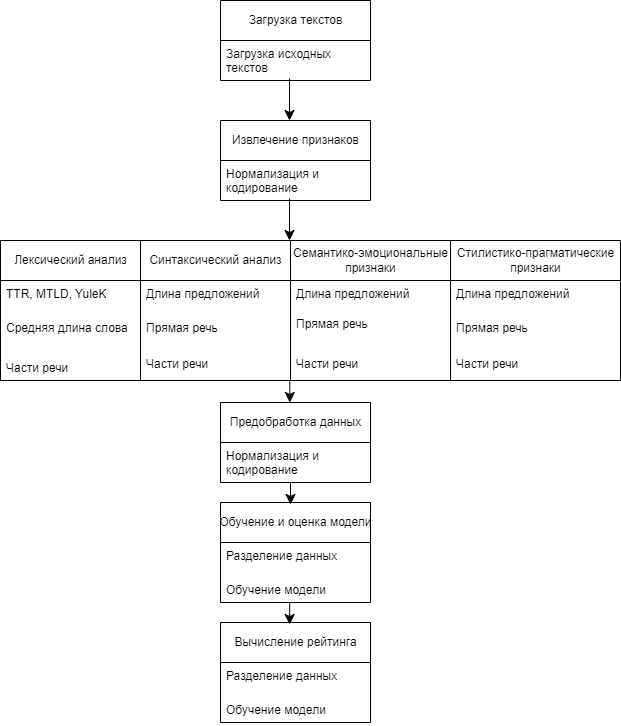 Загрузка текстов
Загрузка исходных
текстов
Извлечение признаков
Нормализация и
кодирование
Лексический анализ
TTR, MTLD, YuleK
Средняя длина слова
Части речи
Синтаксический анализ
Длина предложений
Прямая речь
Части речи
Семантико-эмоциональные
признаки
Длина предложений
Прямая речь
Части речи
Стилистико-прагматические
признаки
Длина предложений
Прямая речь
Части речи
Предобработка данных
Нормализация и
кодирование
Обучение и оценка модели
Разделение данных
Обучение модели
Вычисление рейтинга
Разделение данных
Обучение модели